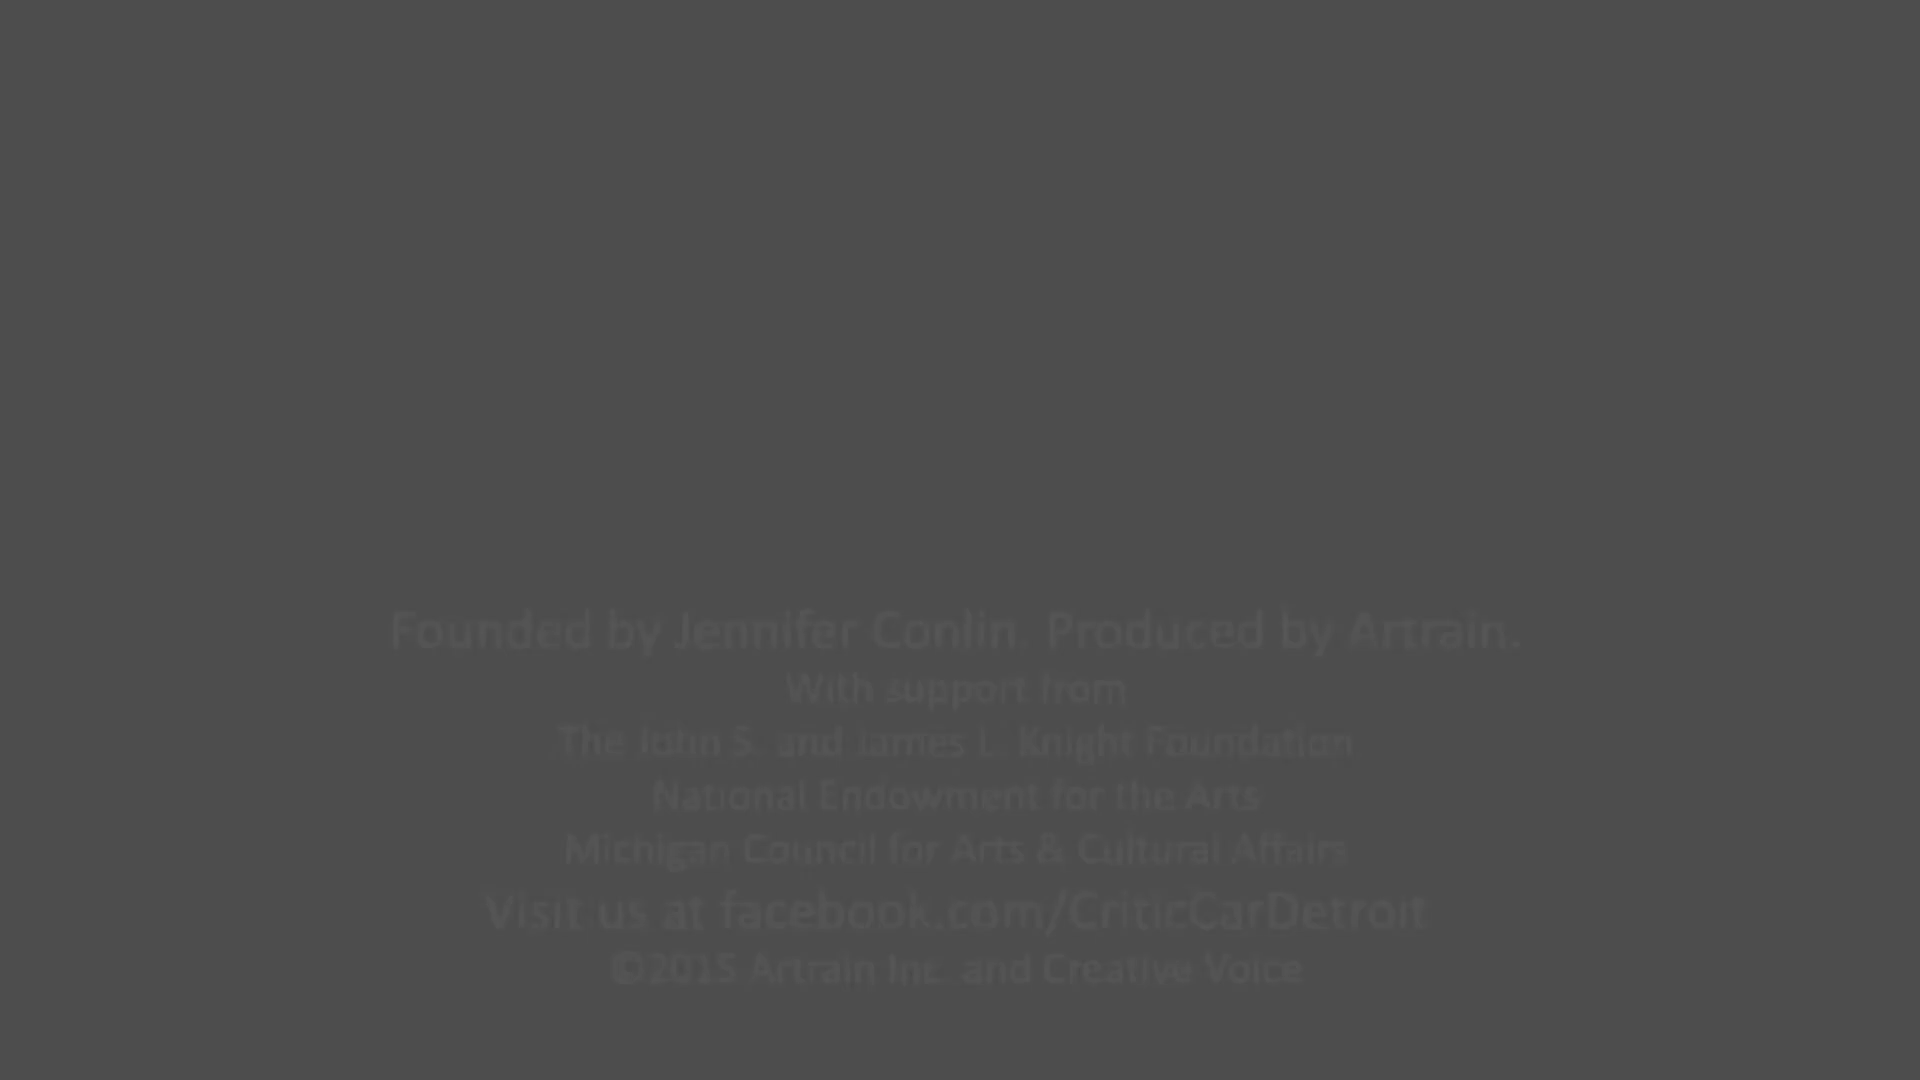 Founded by Jennifer Conlin. Produced by Artrain.
With support from
The John S. and James L. Knight Foundation
National Endowment for the Arts
Michigan Council for Arts & Cultural Affairs
Visit us at facebook.com/CriticCarDetroit
©2015 Artrain Inc. and Creative Voice